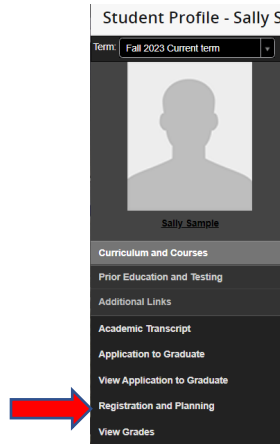 Student Profile - Sally S
Term: Fall 2023 Current term
Sally Sample
Curriculum and Courses
Prior Education and Testing
Additional Links
Academic Transcript
Application to Graduate
View Application to Graduate
Registration and Planning
View Grades